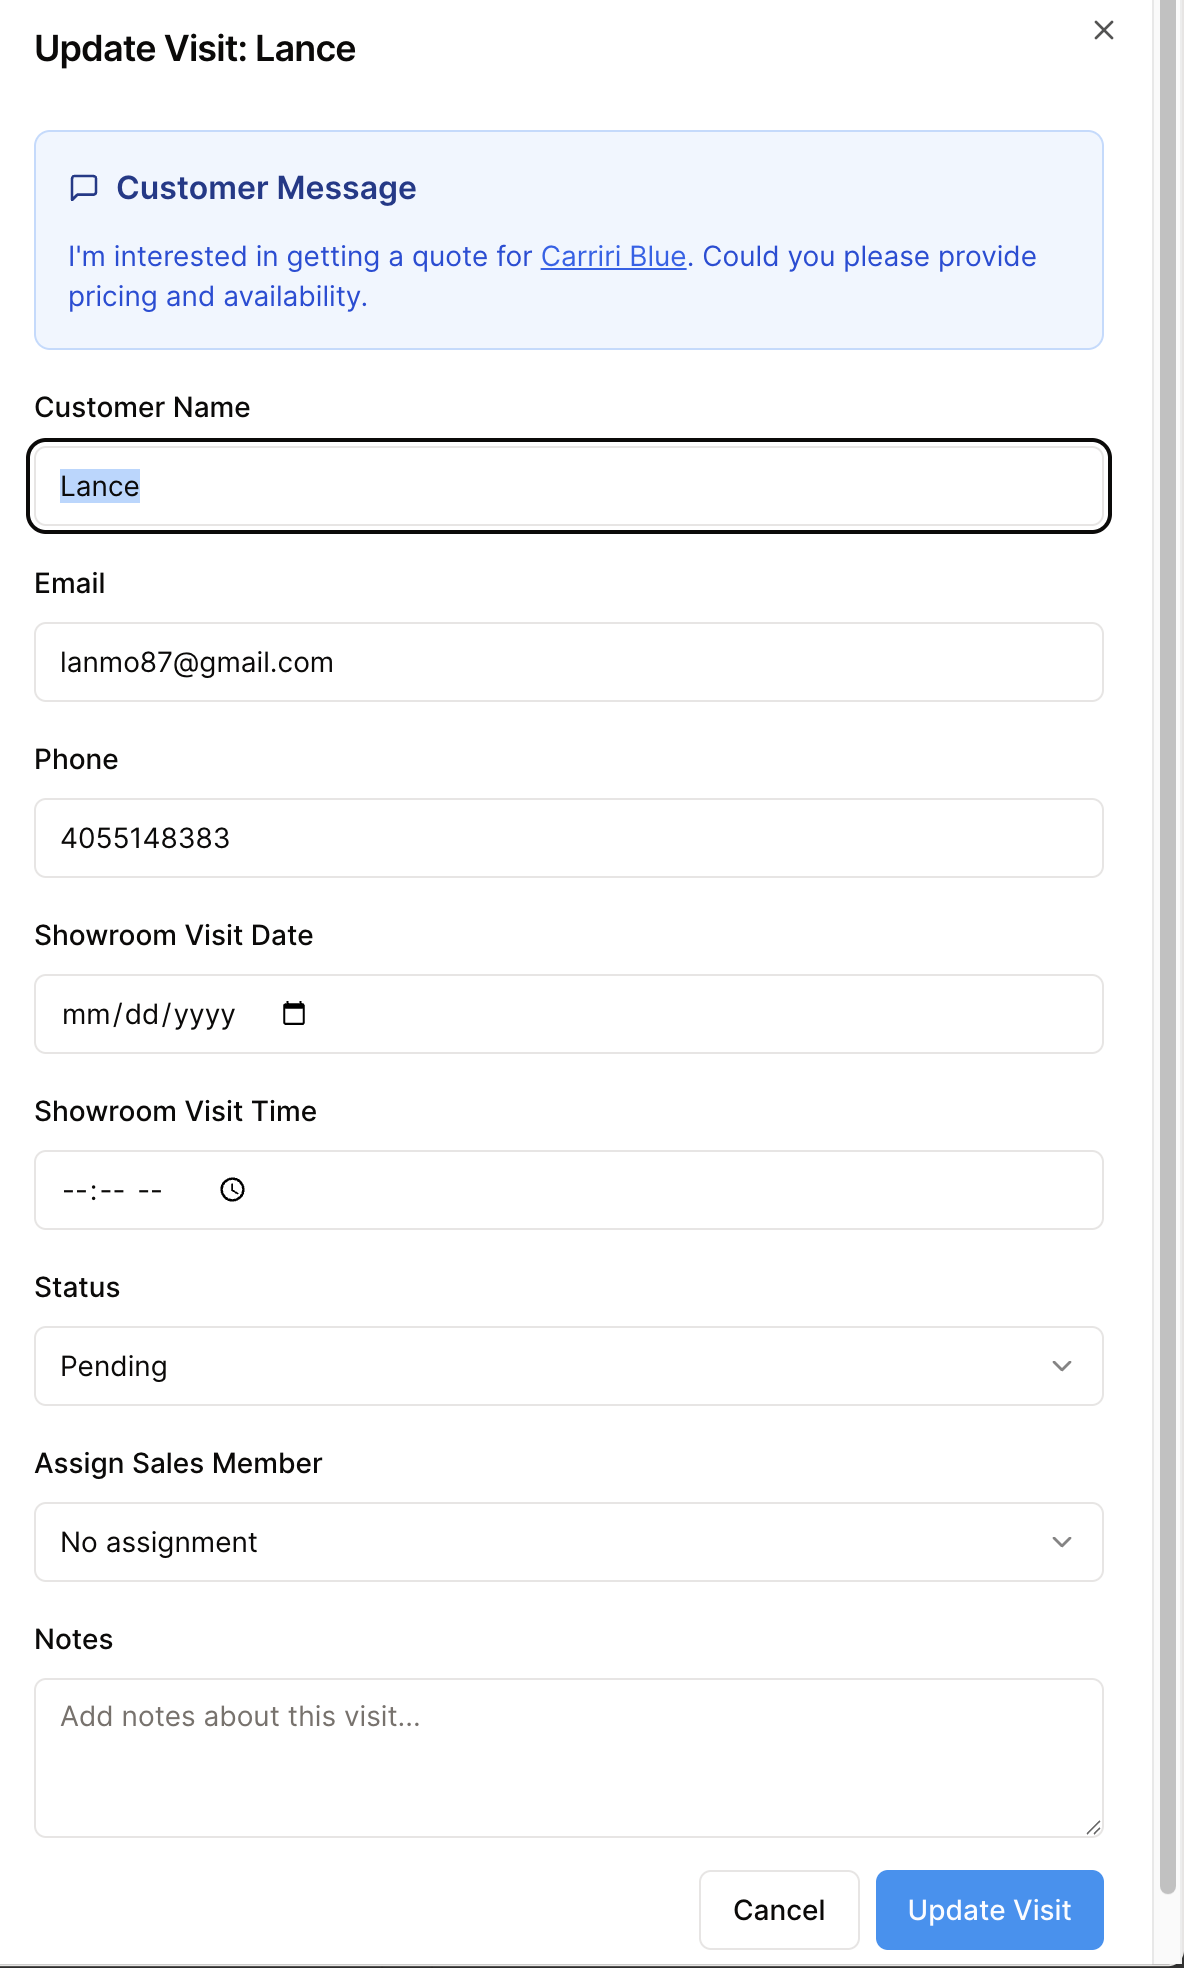 Update Visit: Lance
Customer Message
I'm interested in getting a quote for Carriri Blue. Could you please provide
pricing and availability.
Customer Name
Lance
Email
lanmo87@gmail.com
Phone
4055148383
Showroom Visit Date
mm/dd/yyyy
Showroom Visit Time
--:-- --
Status
Pending
Assign Sales Member
No assignment
Notes
Add notes about this visit...
Cancel
Update Visit